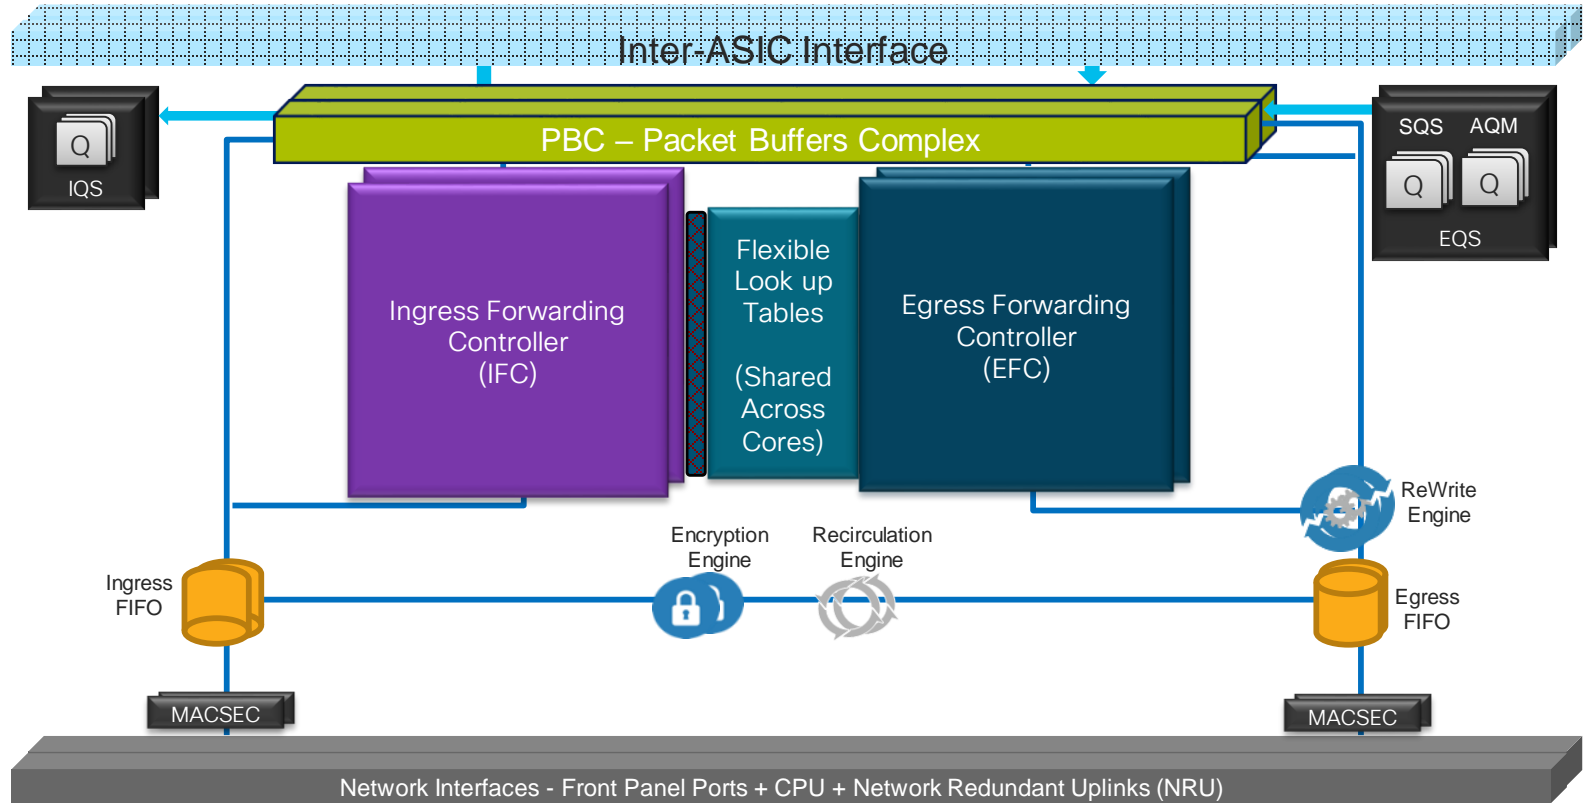 Inter-ASIC Interface
PBC – Packet Buffers Complex
Q
IQS
SQS
AQM
Q
Q
EQS
Ingress Forwarding
Controller
(IFC)
Flexible
Look up
Tables
(Shared
Across
Cores)
Egress Forwarding
Controller
(EFC)
ReWrite
Engine
Encryption
Engine
Recirculation
Engine
Ingress
FIFO
Egress
FIFO
MACSEC
MACSEC
Network Interfaces - Front Panel Ports + CPU + Network Redundant Uplinks (NRU)